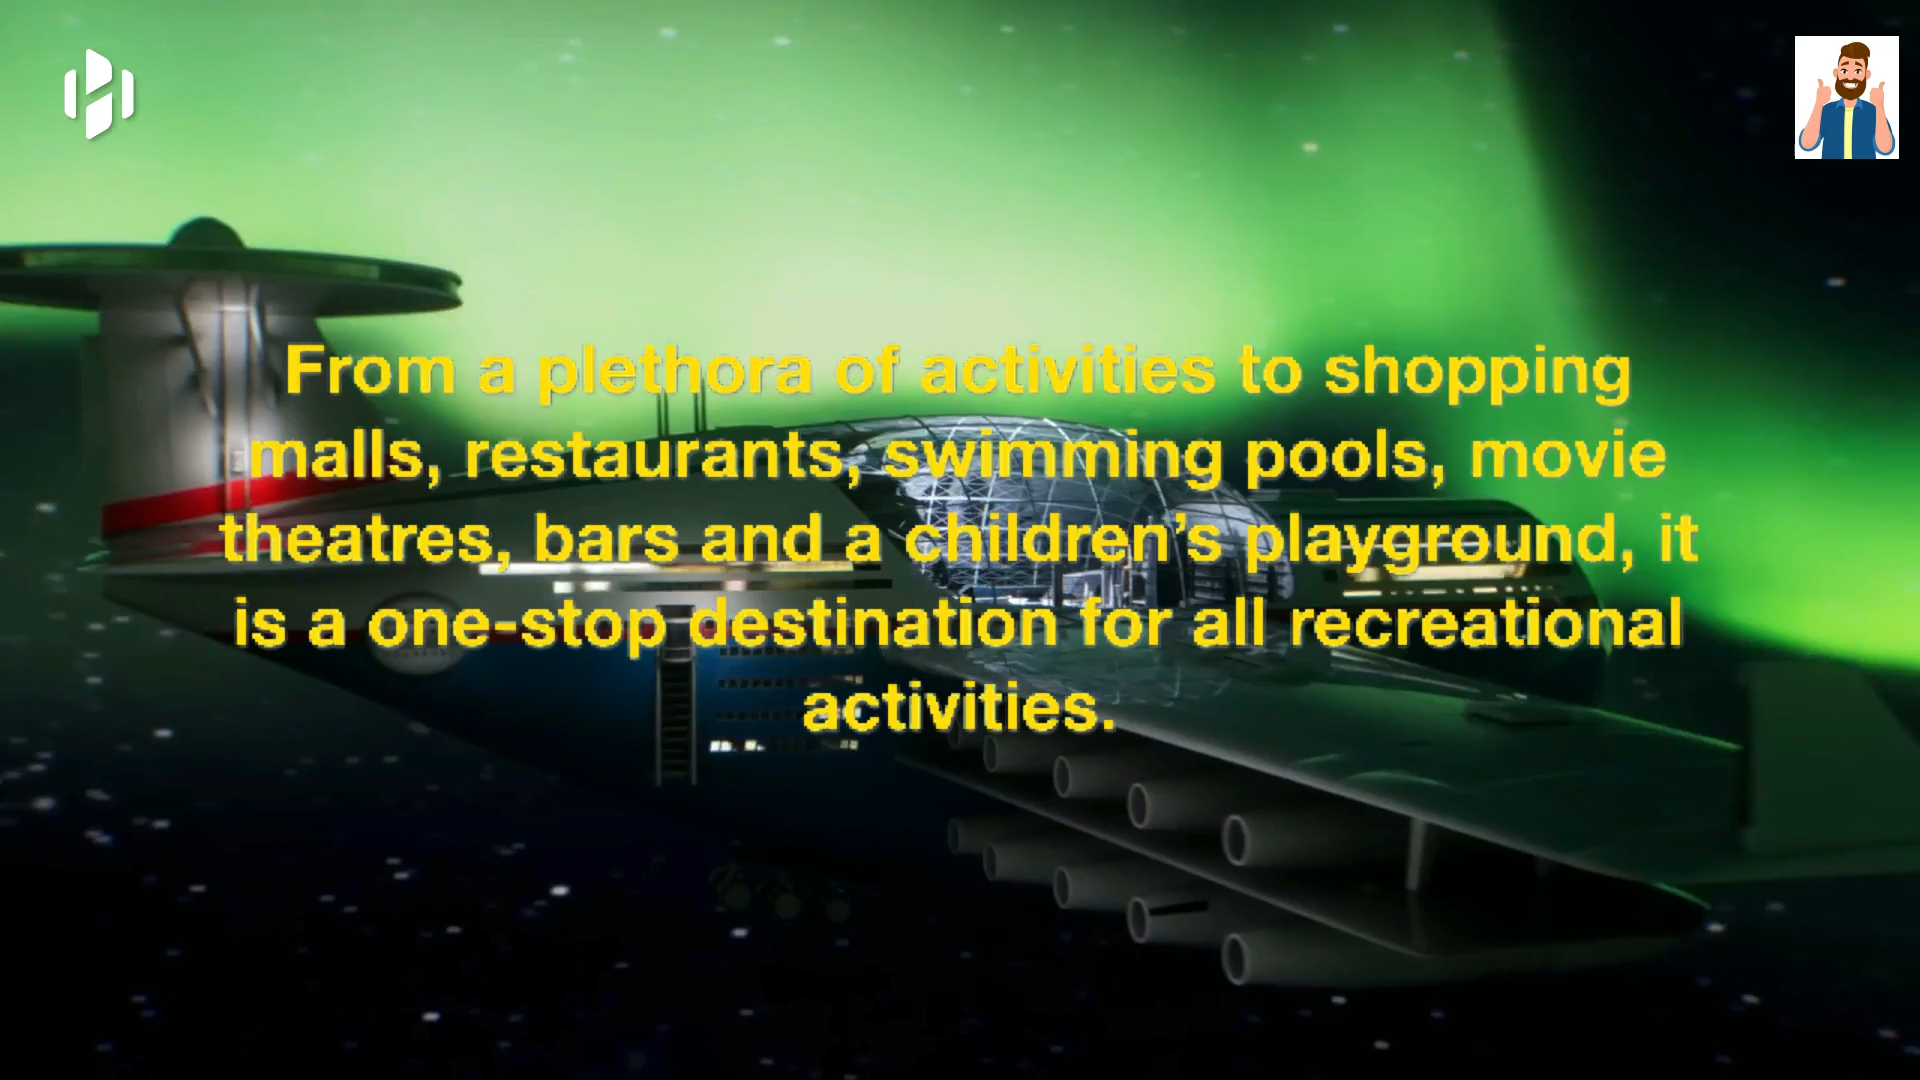 From a plethora of activities to shopping
malls, restaurants, swimming pools, movie
theatres, bars and a children’s playground, it
is a one-stop destination for all recreational
activities.